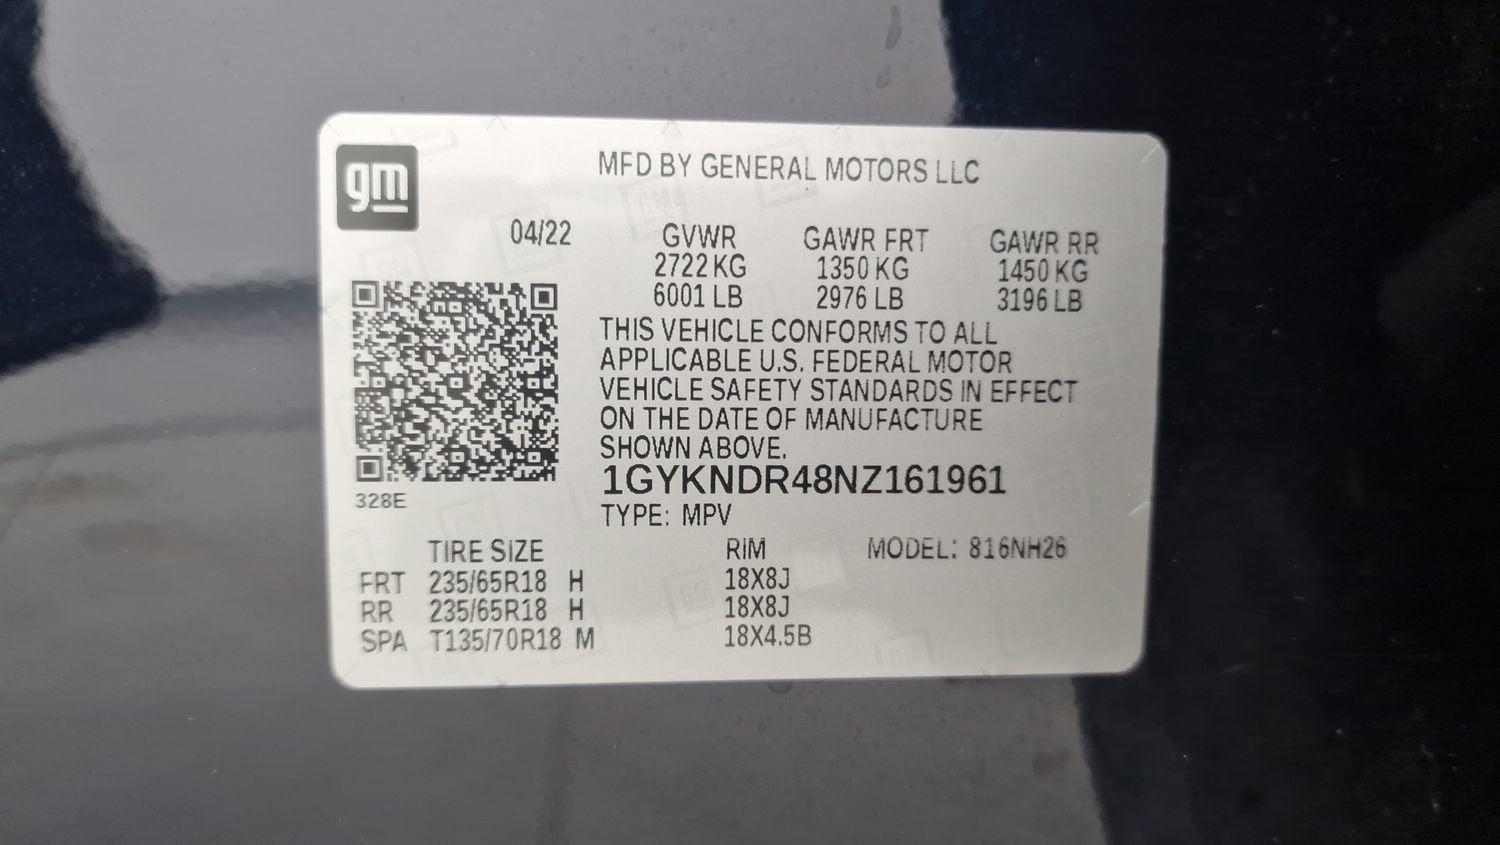 gm
MFD BY GENERAL MOTORS LLC
04/22 GVWR GAWR FRT GAWR RR
2722 KG 1350 KG 1450 KG
6001 LB 2976 LB 3196 LB
THIS VEHICLE CONFORMS TO ALL
APPLICABLE U.S. FEDERAL MOTOR
VEHICLE SAFETY STANDARDS IN EFFECT
ON THE DATE OF MANUFACTURE
SHOWN ABOVE.
1GYKNDR48NZ161961
328E
TYPE: MPV
TIRE SIZE RIM MODEL: 816NH26
FRT 235/65R18 H 18X8J
RR 235/65R18 H 18X8J
SPA T135/70R18 M 18X4.5B